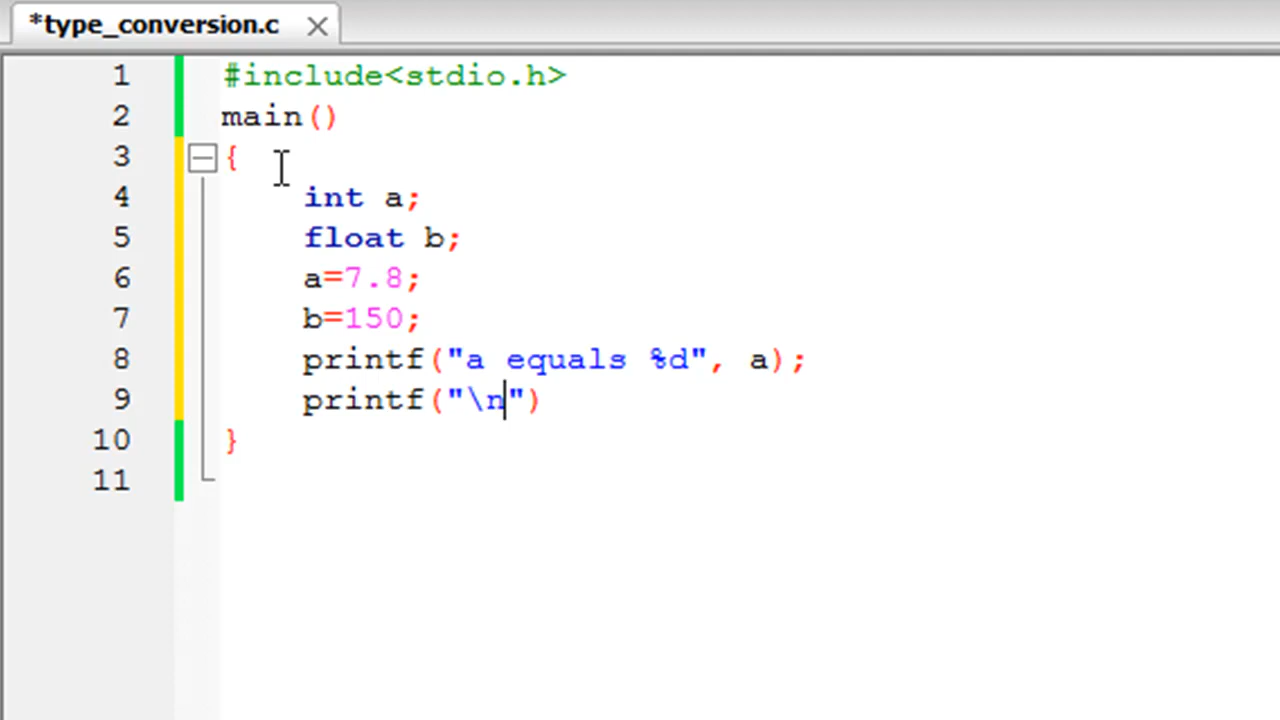 *type_conversion.c
1 #include<stdio.h>
2 main()
3 {
4 int a;
5 float b;
6 a=7.8;
7 b=150;
8 printf("a equals %d", a);
9 printf("\n")
10 }
11